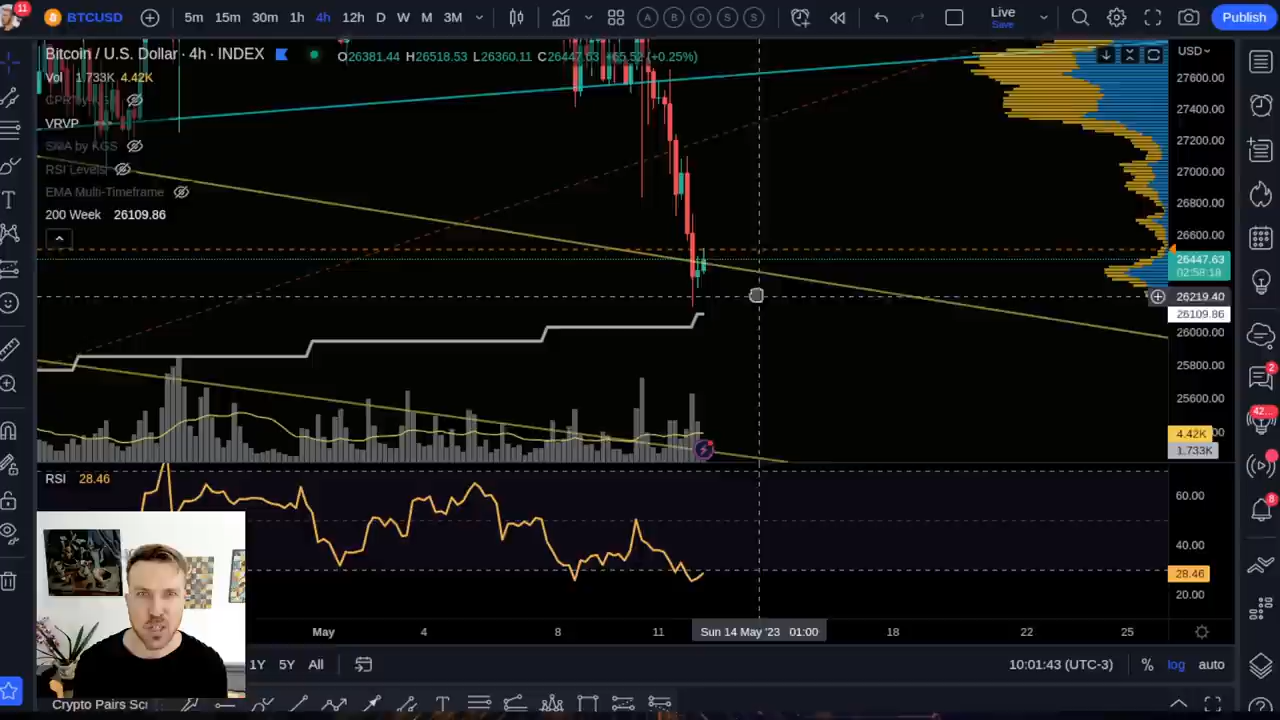 11
BTCUSD
5m 15m 30m 1h 4h 12h D W M 3M
A B O S S
Live
Save
Publish
Bitcoin / U.S. Dollar · 4h · INDEX
O26381.44 H26518.53 L26360.11 C26447.63 +65.52 (+0.25%)
USD
Vol 1.733K 4.42K
VRVP
SMA by KGS
RSI Levels
EMA Multi-Timeframe
200 Week 26109.86
27600.00
27400.00
27200.00
27000.00
26800.00
26600.00
26447.63
02:58:18
26219.40
26109.86
26000.00
25800.00
25600.00
4.42K
1.733K
RSI 28.46
60.00
40.00
28.46
20.00
May 4 8 11 Sun 14 May '23 01:00 18 22 25
1Y 5Y All
10:01:43 (UTC-3) % log auto
Crypto Pairs Scr
2
42...
8